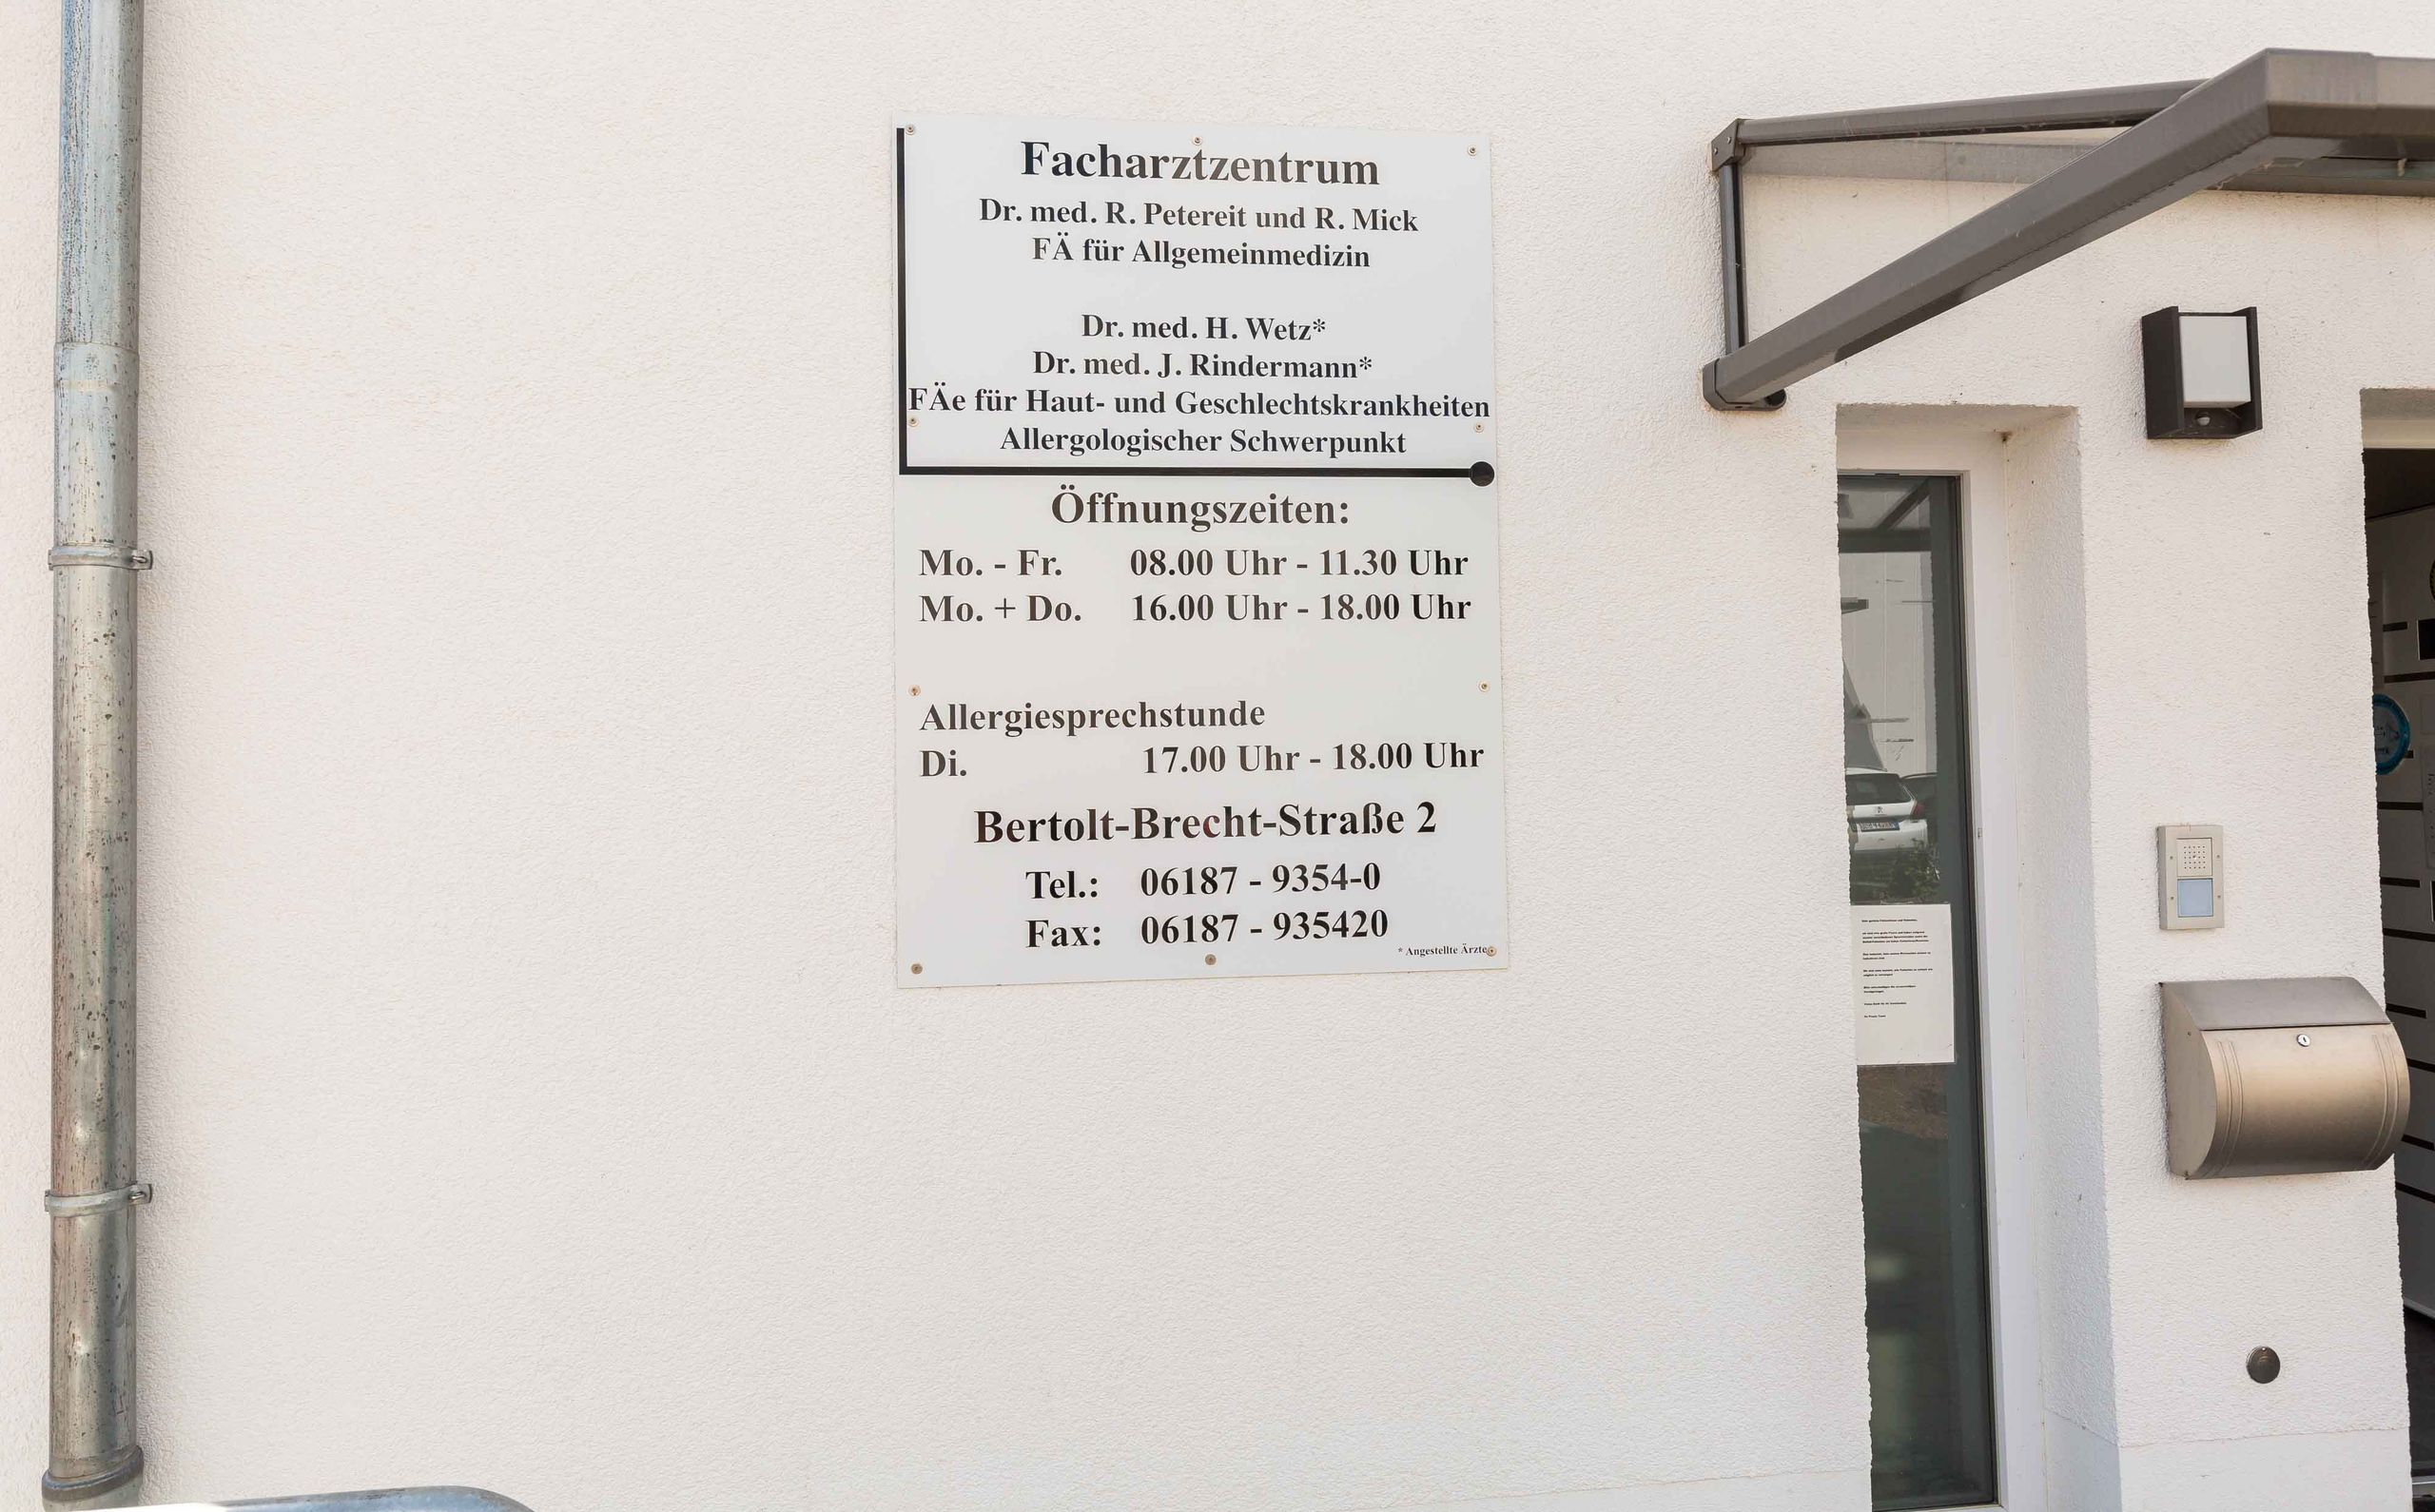 Facharztzentrum
Dr. med. R. Petereit und R. Mick
FÄ für Allgemeinmedizin
Dr. med. H. Wetz*
Dr. med. J. Rindermann*
FÄe für Haut- und Geschlechtskrankheiten
Allergologischer Schwerpunkt
Öffnungszeiten:
Mo. - Fr. 08.00 Uhr - 11.30 Uhr
Mo. + Do. 16.00 Uhr - 18.00 Uhr
Allergiesprechstunde
Di. 17.00 Uhr - 18.00 Uhr
Bertolt-Brecht-Straße 2
Tel.: 06187 - 9354-0
Fax: 06187 - 935420
* Angestellte Ärzte